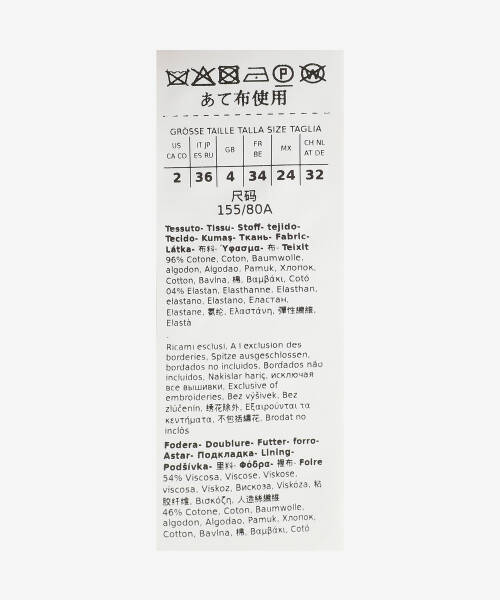 あて布使用
GRÖSSE TAILLE TALLA SIZE TAGLIA
US CA CO IT JP ES RU GB FR BE MX CH NL AT DE
2 36 4 34 24 32
尺码
155/80A
Tessuto- Tissu- Stoff- tejido-
Tecido- Kumaş- Ткань- Fabric-
Látka- 布料- Ύφασμα- 布- Teixit
96% Cotone, Coton, Baumwolle,
algodon, Algodao, Pamuk, Хлопок,
Cotton, Bavlna, 棉, Βαμβάκι, Cotó
04% Elastan, Elasthanne, Elasthan,
elastano, Elastano, Еластан,
Elastane, 氨纶, Ελαστάνη, 彈性纖維,
Elastà
.
Ricami esclusi, A l exclusion des
borderies, Spitze ausgeschlossen,
bordados no incluidos, Bordados não
incluidos, Nakislar hariç, исключая
все вышивки, Exclusive of
embroideries, Bez výšivek, Bez
zlúčenín, 绣花除外, Εξαιρούνται τα
κεντήματα, 不包括繡花, Brodat no
inclòs
Fodera- Doublure- Futter- forro-
Astar- Подкладка- Lining-
Podšívka- 里料- Φόδρα- 裡布- Folre
54% Viscosa, Viscose, Viskose,
viscosa, Viskoz, Вискоза, Viskóza, 粘
胶纤维, Βισκόζη, 人造絲纖維
46% Cotone, Coton, Baumwolle,
algodon, Algodao, Pamuk, Хлопок,
Cotton, Bavlna, 棉, Βαμβάκι, Cotó